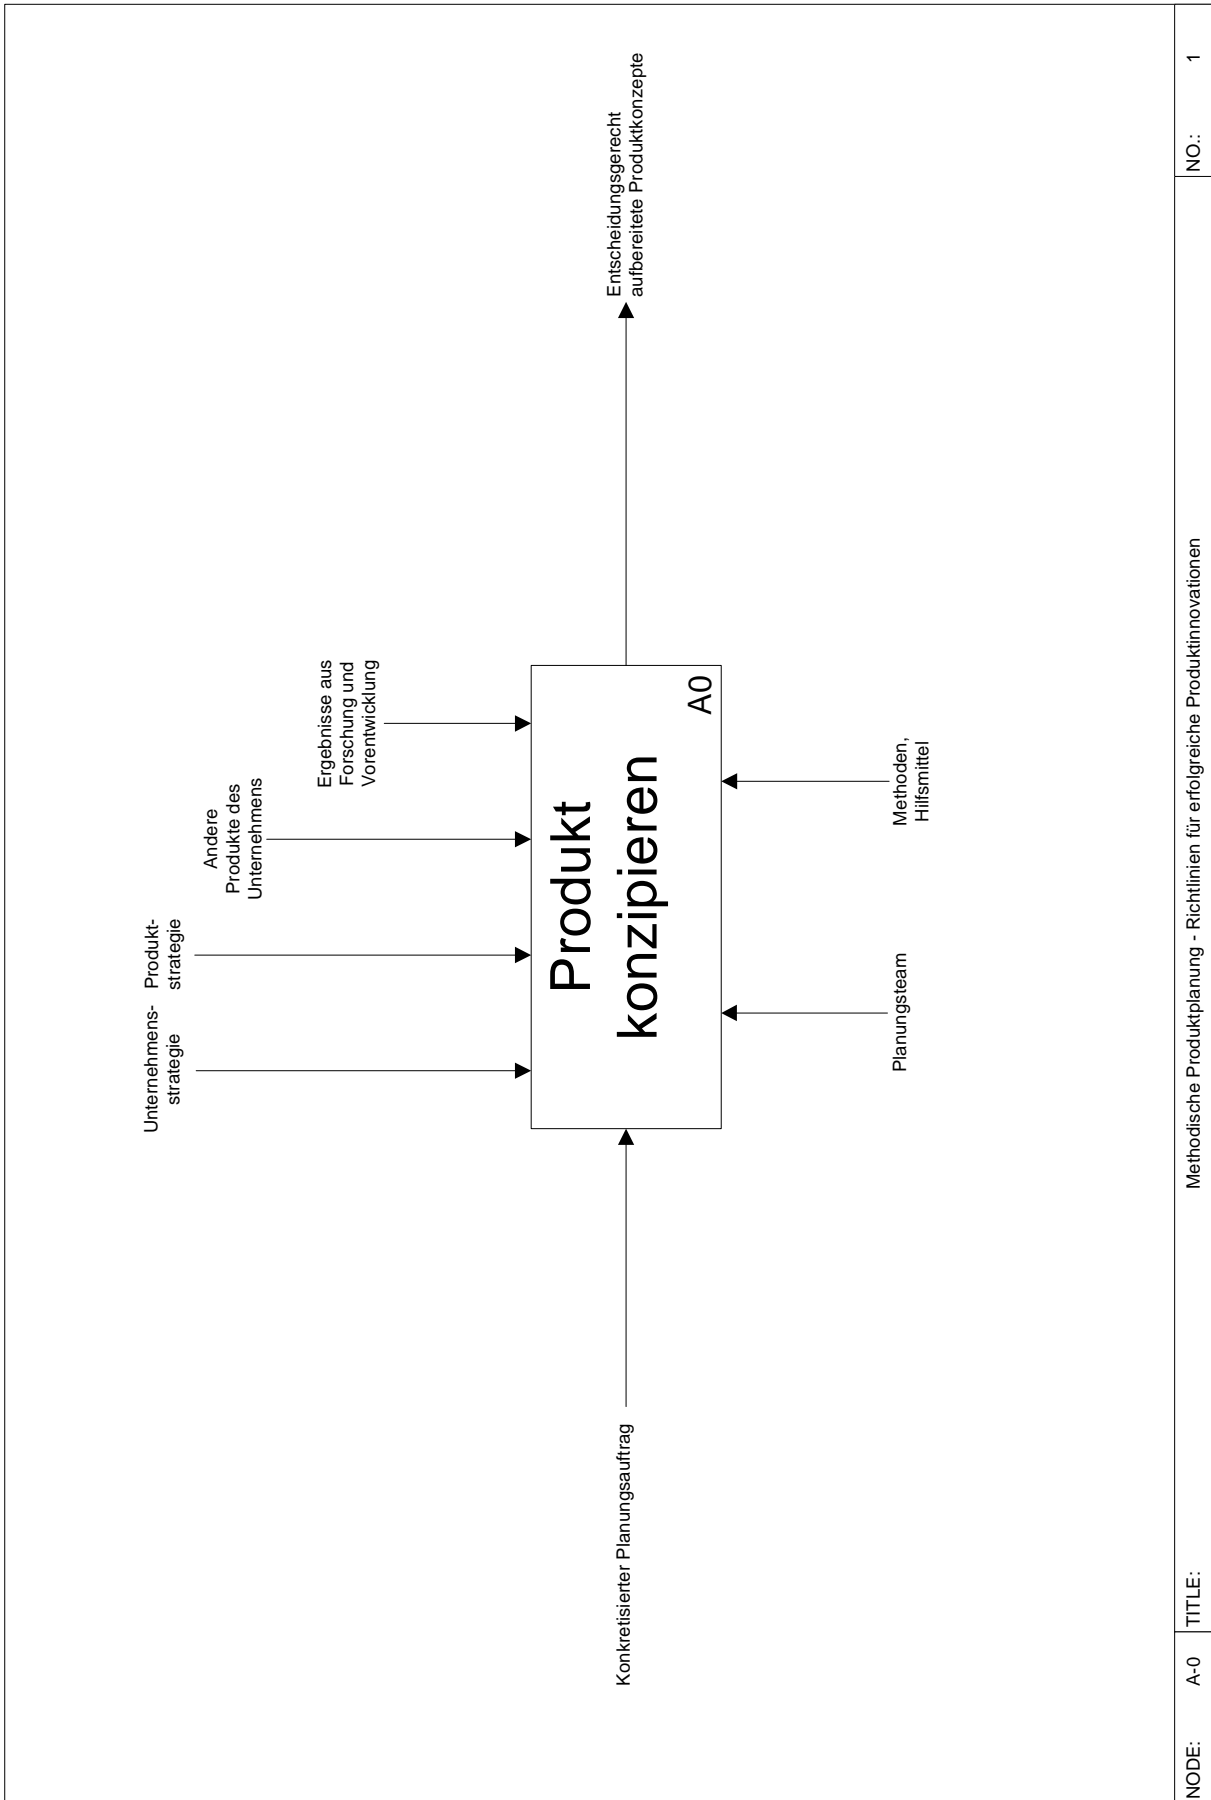 Unternehmens-
strategie
Produkt-
strategie
Andere
Produkte des
Unternehmens
Ergebnisse aus
Forschung und
Vorentwicklung
Konkretisierter Planungsauftrag
Produkt
konzipieren
A0
Entscheidungsgerecht
aufbereitete Produktkonzepte
Planungsteam
Methoden,
Hilfsmittel
NODE: A-0 TITLE: Methodische Produktplanung - Richtlinien für erfolgreiche Produktinnovationen NO.: 1